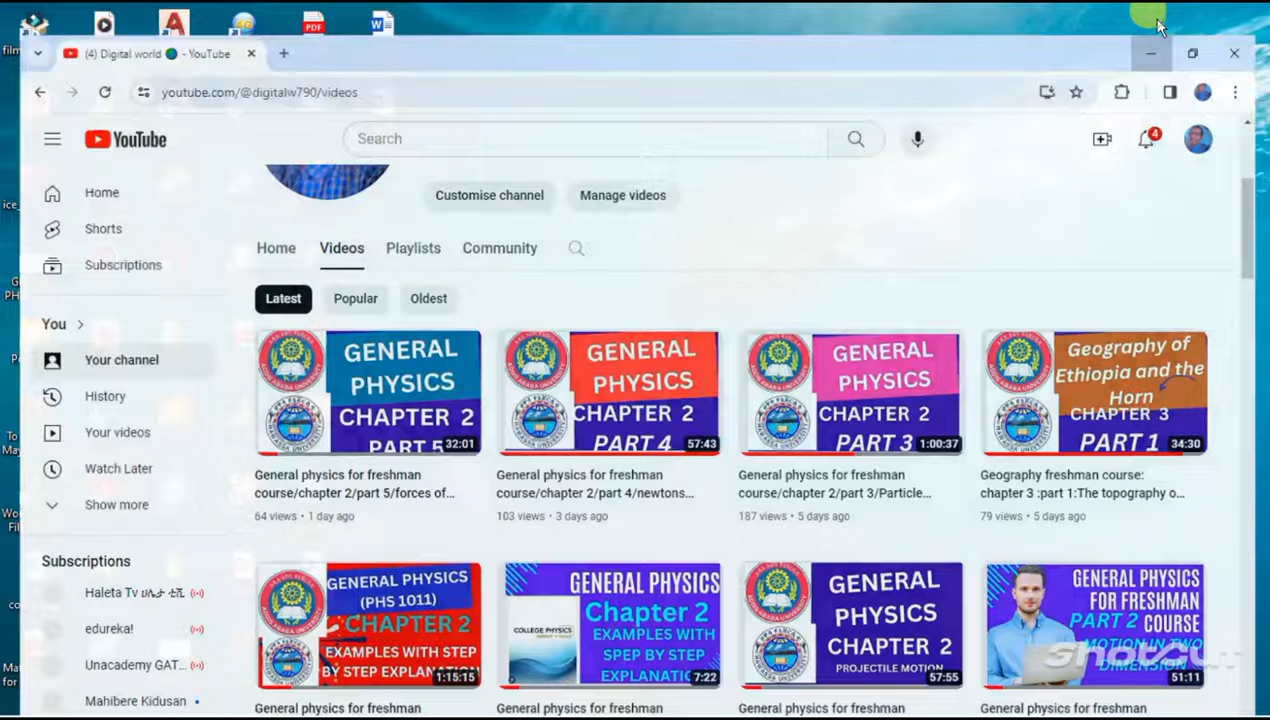 film
PDF
(4) Digital world - YouTube
youtube.com/@digitalw790/videos
YouTube
Search
4
Customise channel
Manage videos
Home
Shorts
Subscriptions
Home
Videos
Playlists
Community
Latest
Popular
Oldest
You
Your channel
History
Your videos
Watch Later
Show more
Subscriptions
Haleta Tv ሀሌታ ቲቪ
edureka!
Unacademy GAT...
Mahibere Kidusan
GENERAL
PHYSICS
CHAPTER 2
PART 5
32:01
General physics for freshman
course/chapter 2/part 5/forces of...
64 views • 1 day ago
GENERAL
PHYSICS
CHAPTER 2
PART 4
57:43
General physics for freshman
course/chapter 2/part 4/newtons...
103 views • 3 days ago
GENERAL
PHYSICS
CHAPTER 2
PART 3
1:00:37
General physics for freshman
course/chapter 2/part 3/Particle...
187 views • 5 days ago
Geography of
Ethiopia and the
Horn
CHAPTER 3
PART 1
34:30
Geography freshman course:
chapter 3 :part 1:The topography o...
79 views • 5 days ago
GENERAL PHYSICS
(PHS 1011)
CHAPTER 2
EXAMPLES WITH STEP
BY STEP EXPLANATION
1:15:15
General physics for freshman
GENERAL PHYSICS
Chapter 2
COLLEGE PHYSICS
EXAMPLES WITH
SPEP BY STEP
EXPLANATI
7:22
General physics for freshman
GENERAL
PHYSICS
CHAPTER 2
PROJECTILE MOTION
57:55
General physics for freshman
GENERAL PHYSICS
FOR FRESHMAN
PART 2 COURSE
MOTION IN TWO
DIMENSION
51:11
General physics for freshman
SHOTCUT